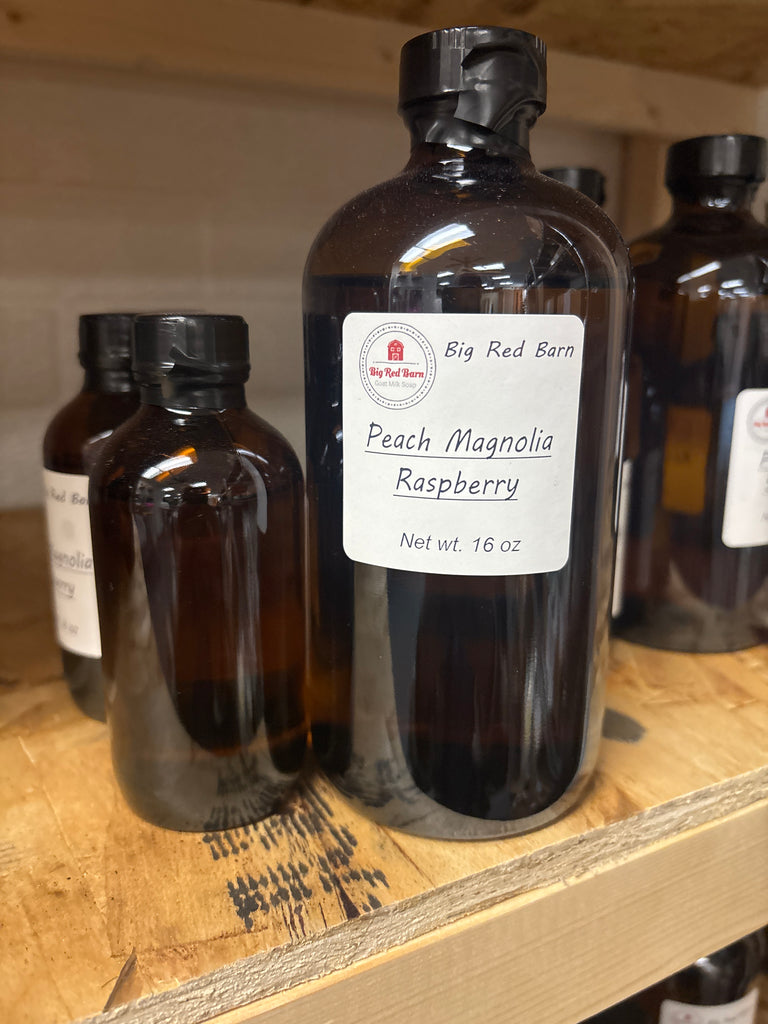 Big Red Barn
Goat Milk Soap
Big Red Barn
Peach Magnolia
Raspberry
Net wt. 16 oz